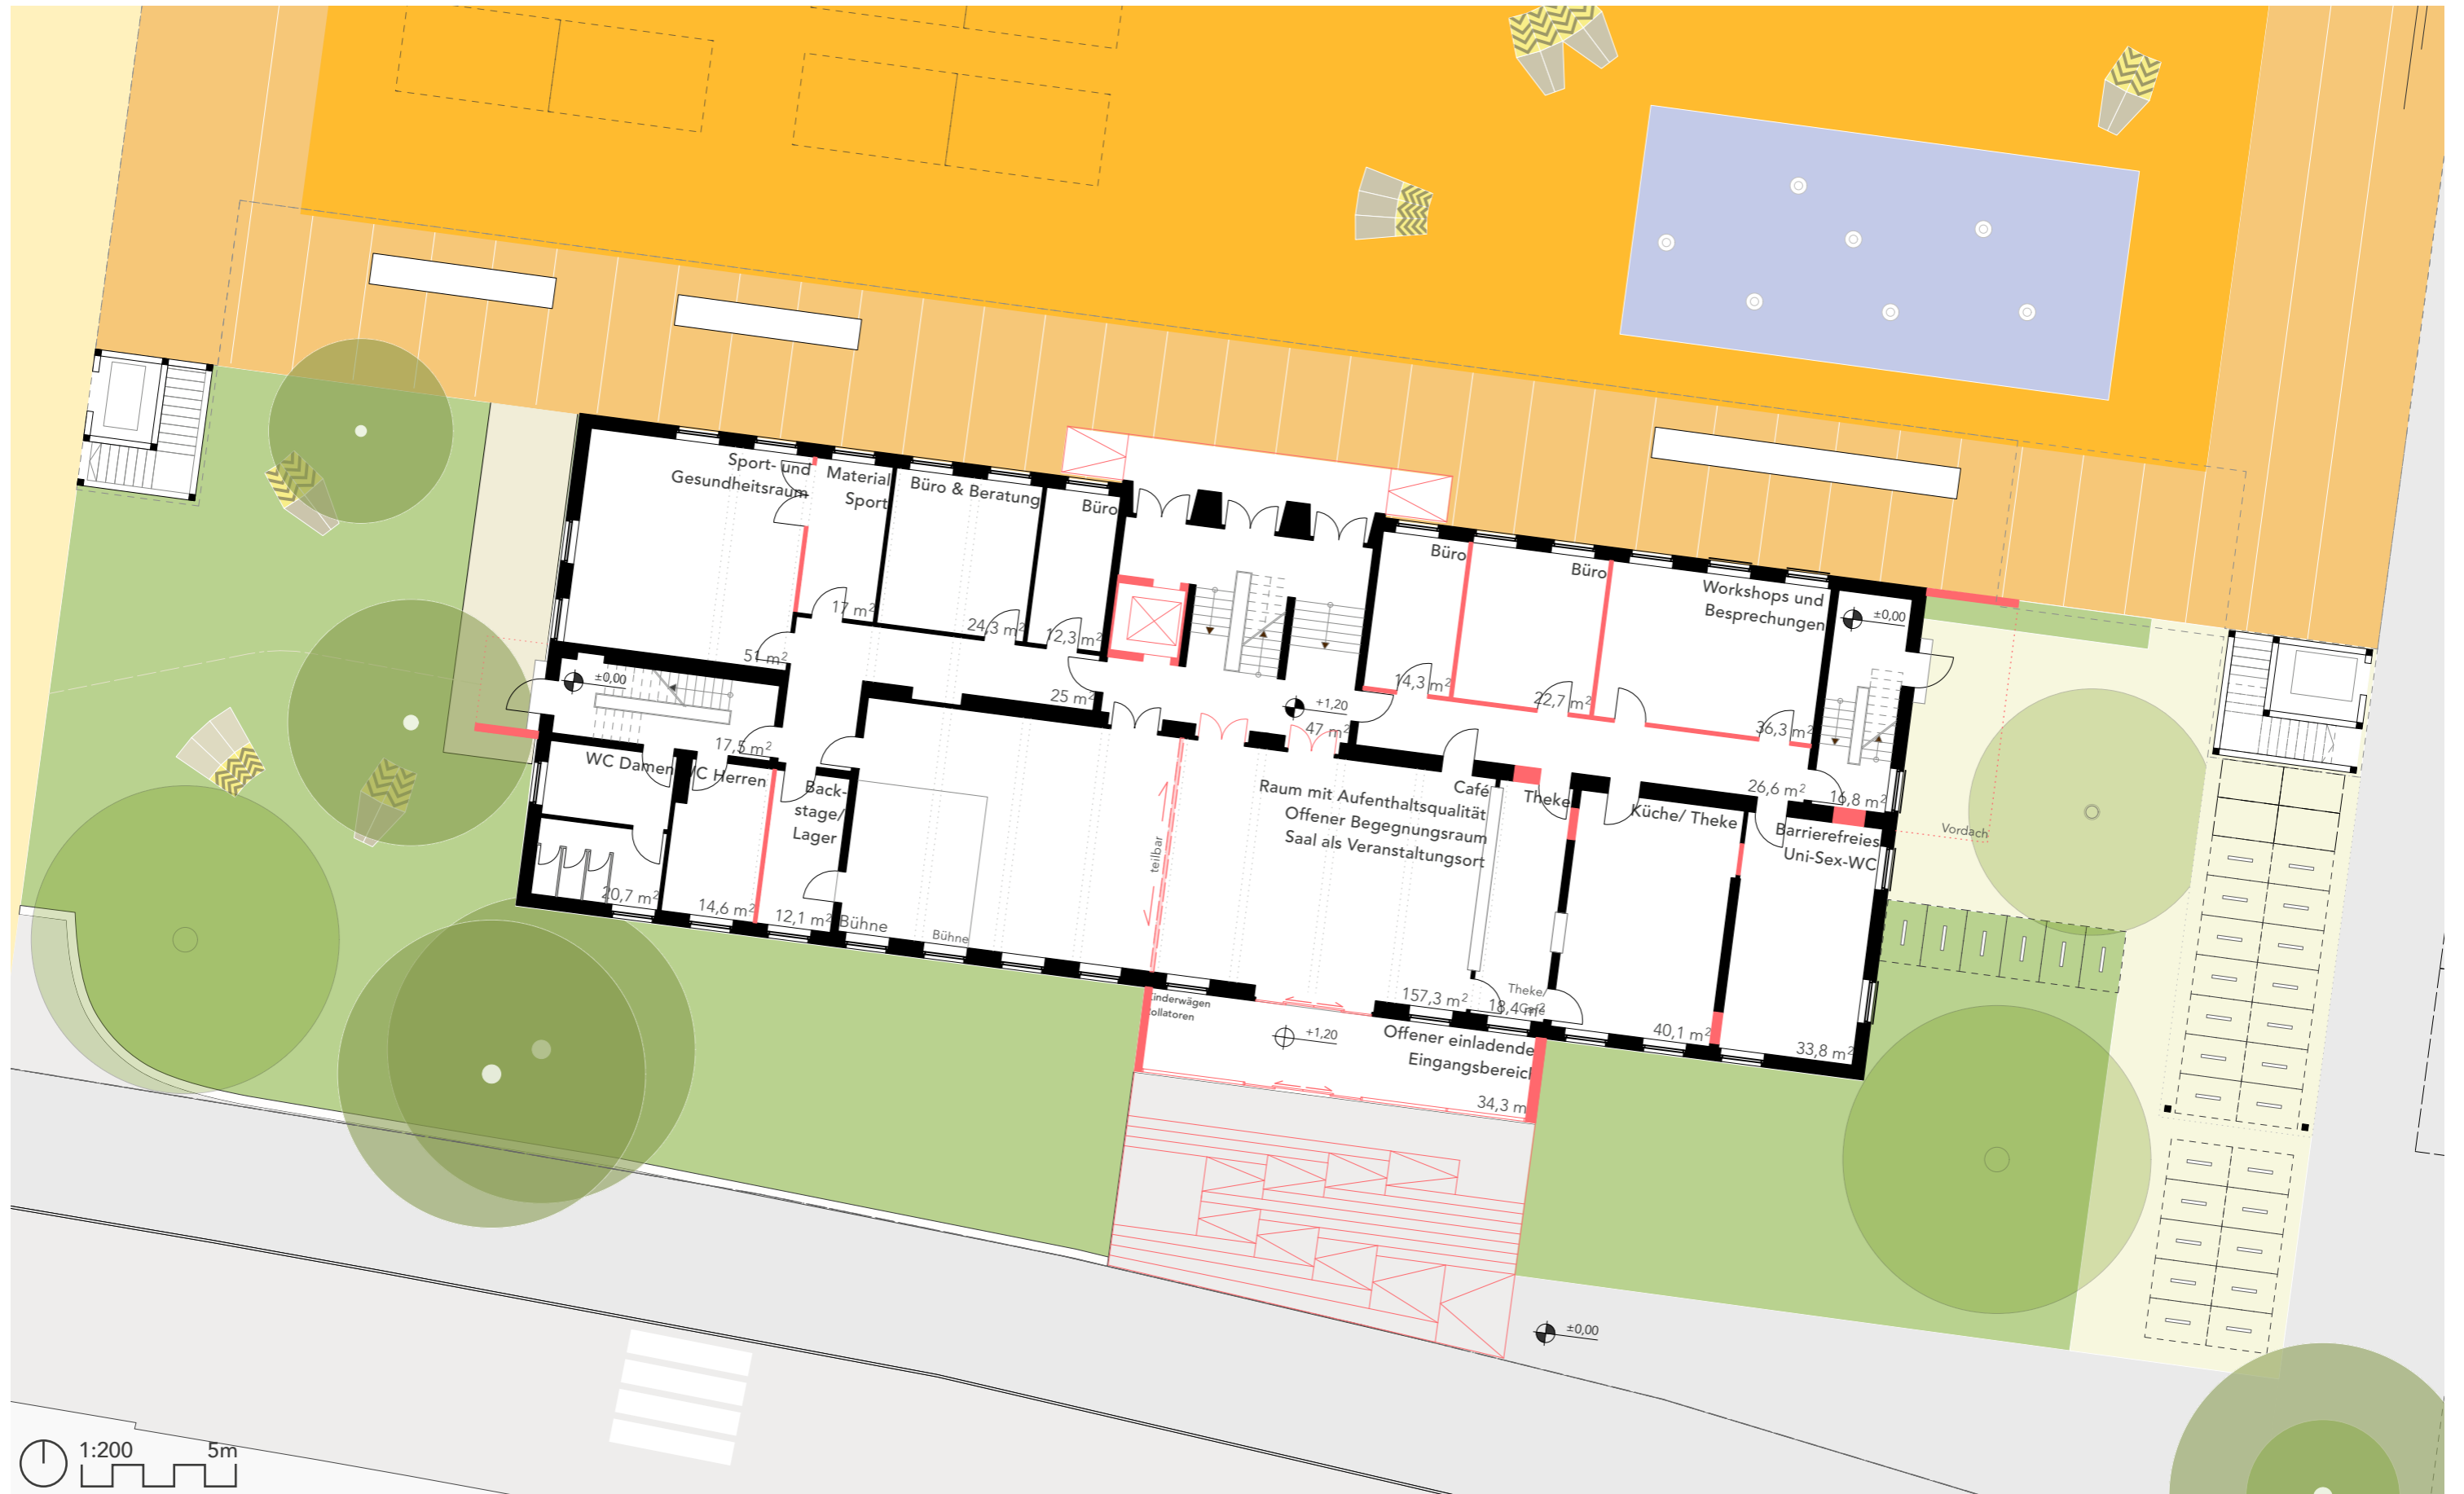 Sport- und
Gesundheitsraum
51 m²
Material
Sport
17 m²
Büro & Beratung
24,3 m²
Büro
12,3 m²
25 m²
Büro
14,3 m²
Büro
22,7 m²
Workshops und
Besprechungen
36,3 m²
±0,00
±0,00
17,5 m²
+1,20
47 m²
26,6 m²
16,8 m²
WC Damen
20,7 m²
WC Herren
14,6 m²
Back-
stage/
Lager
12,1 m²
Bühne
Bühne
teilbar
Raum mit Aufenthaltsqualität
Offener Begegnungsraum
Saal als Veranstaltungsort
157,3 m²
Café
Theke
Theke/
Café
18,4 m²
Küche/ Theke
40,1 m²
Barrierefreies
Uni-Sex-WC
33,8 m²
Vordach
+1,20
Offener einladende
Eingangsbereich
34,3 m
±0,00
1:200
5m